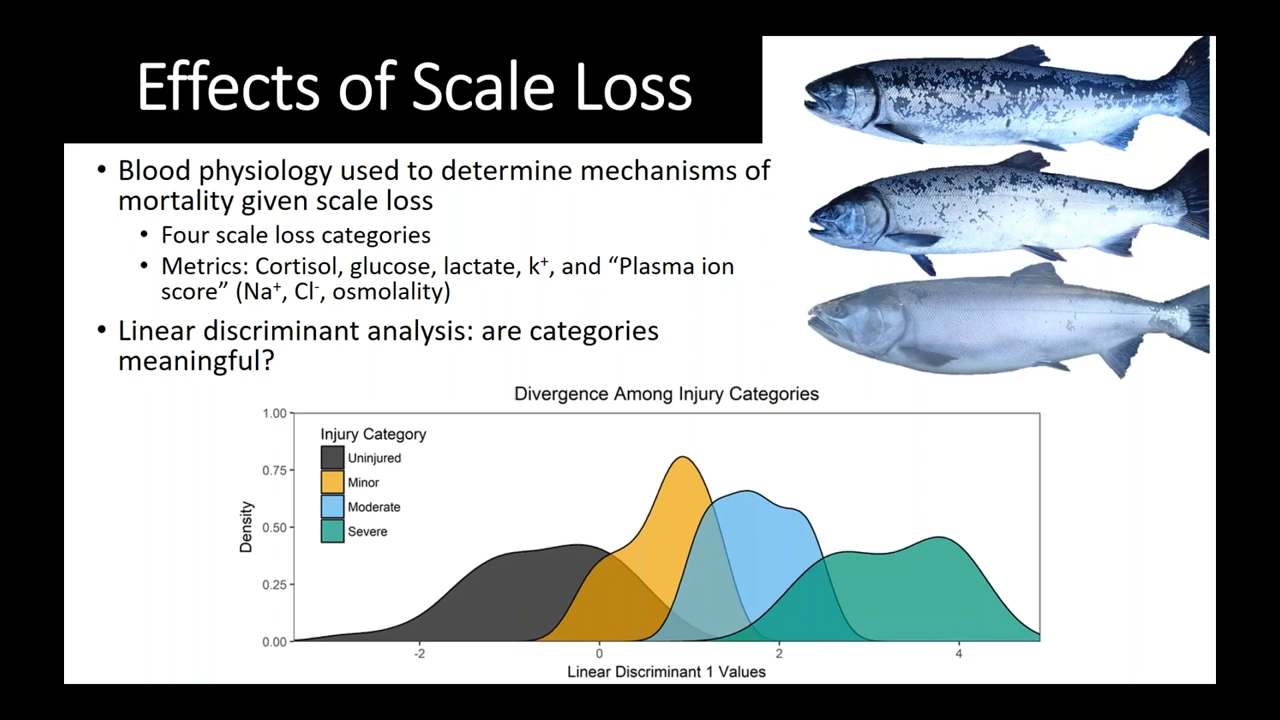 Effects of Scale Loss
• Blood physiology used to determine mechanisms of
mortality given scale loss
• Four scale loss categories
• Metrics: Cortisol, glucose, lactate, k⁺, and “Plasma ion
score” (Na⁺, Cl⁻, osmolality)
• Linear discriminant analysis: are categories
meaningful?
Divergence Among Injury Categories
1.00
0.75
0.50
0.25
0.00
Density
Injury Category
Uninjured
Minor
Moderate
Severe
-2
0
2
4
Linear Discriminant 1 Values